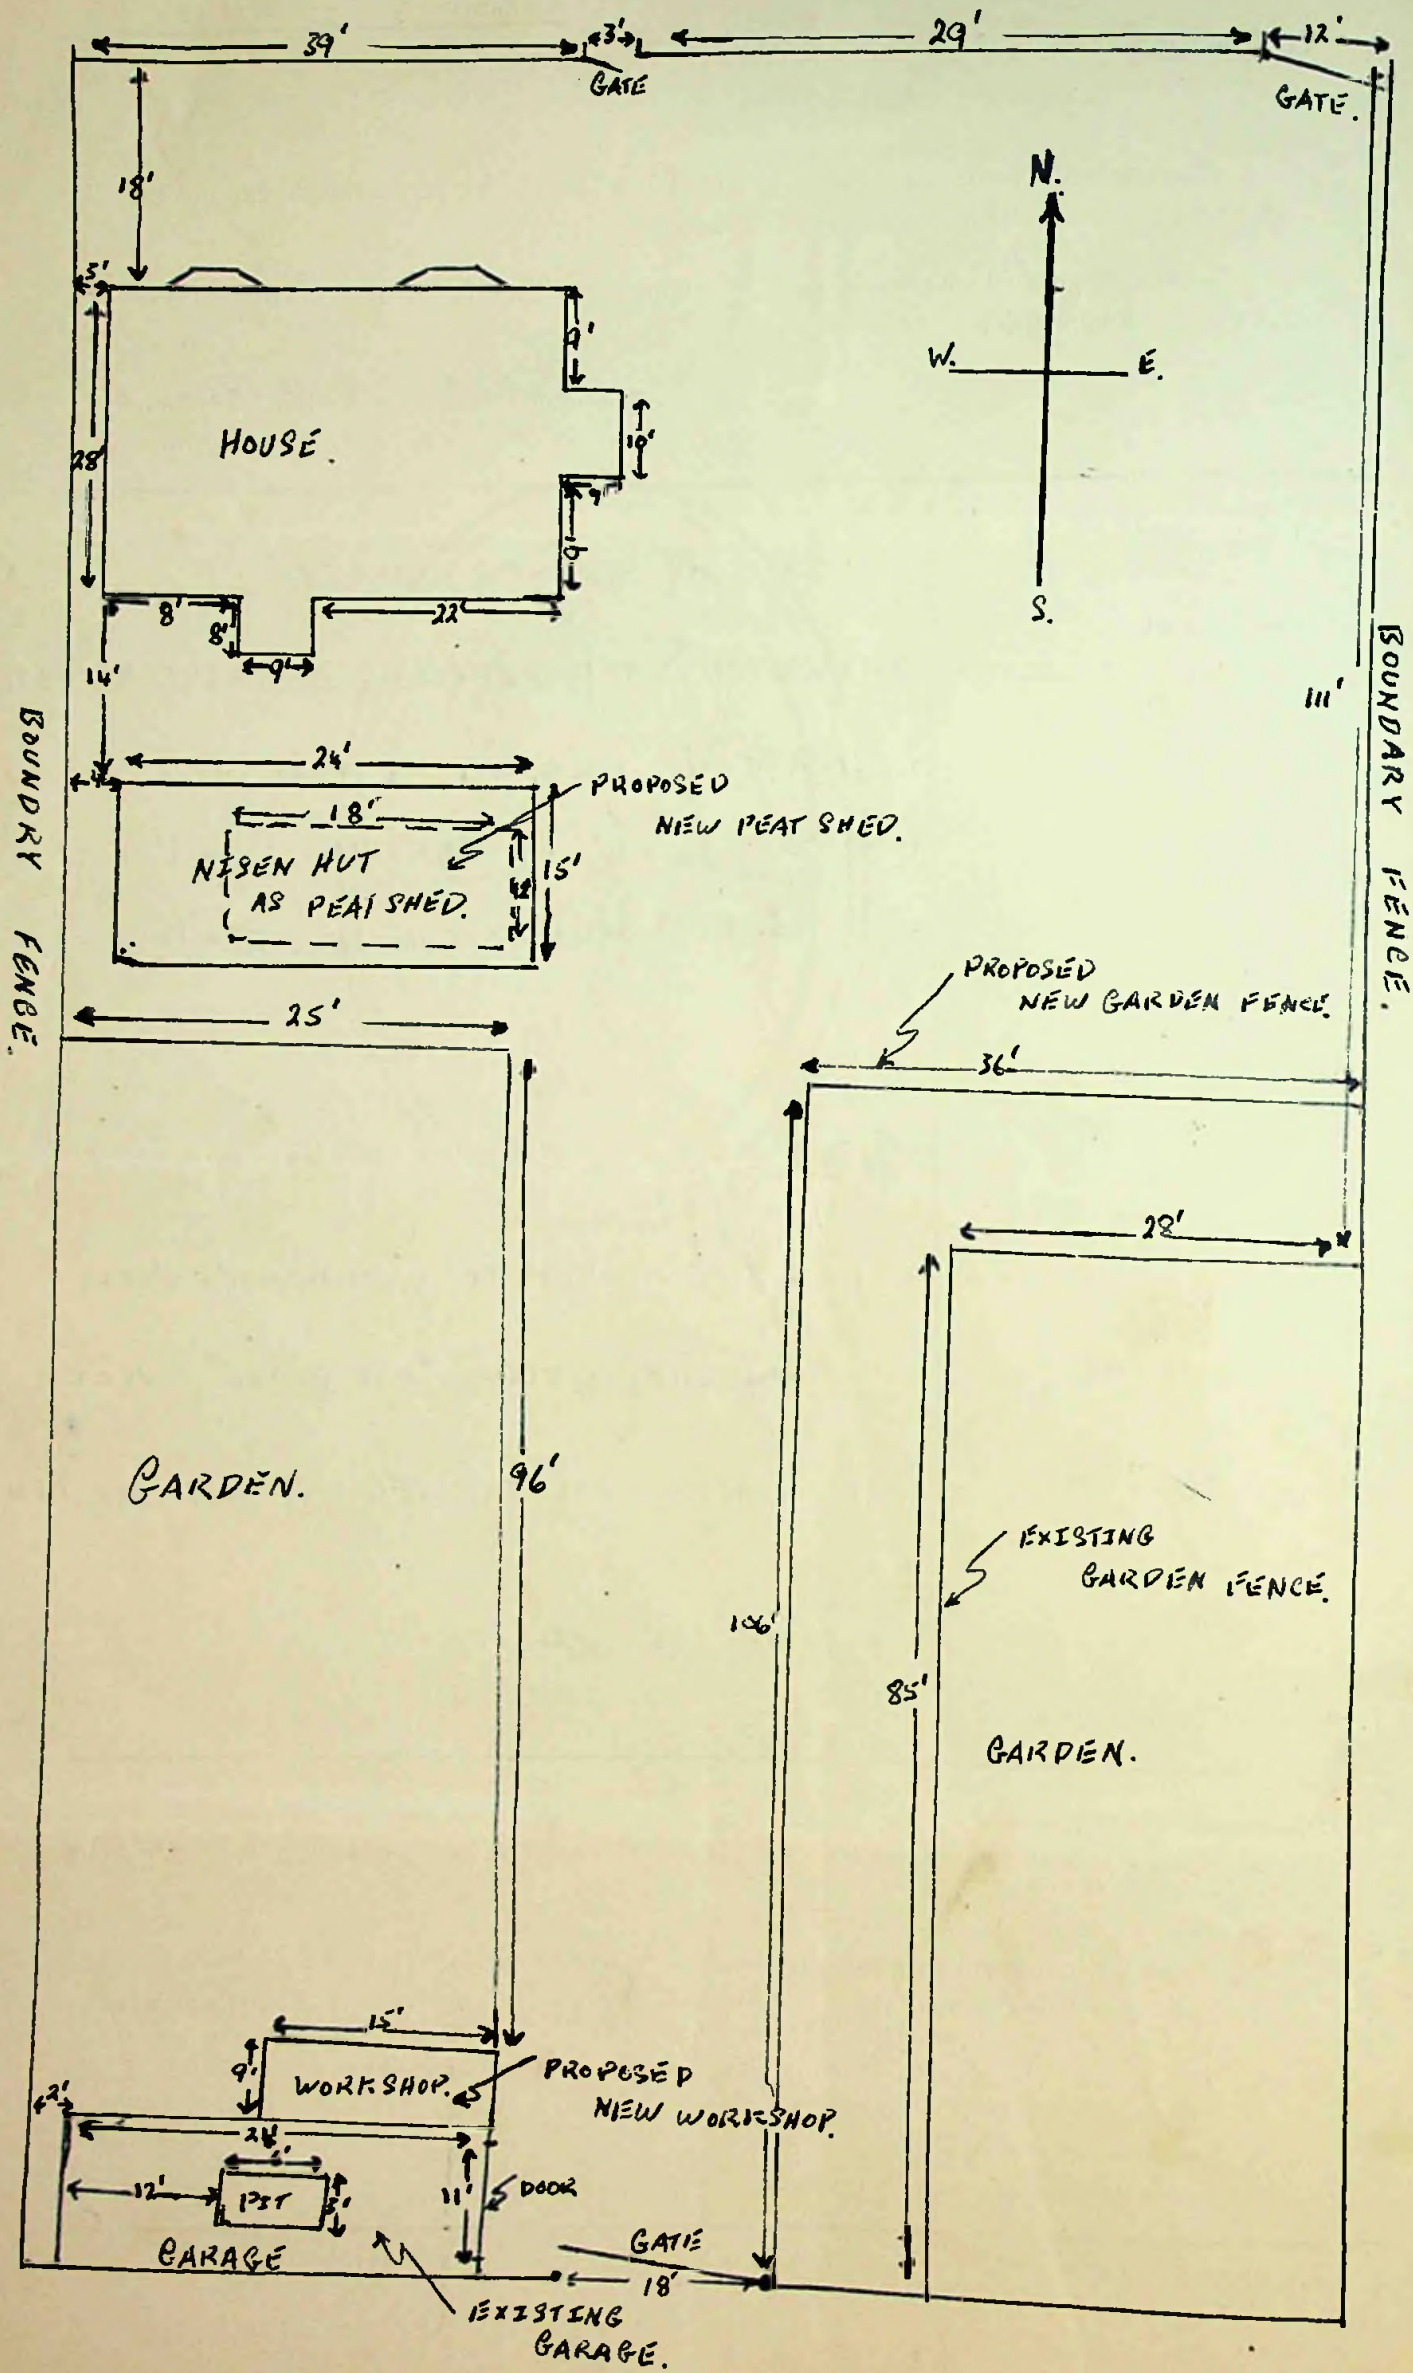 39'
3'
29'
12'
GATE
GATE.
18'
N.
W.
E.
S.
9'
HOUSE.
10'
28'
9'
9'
8'
22'
8'
9'
14'
111'
BOUNDRY FENCE.
BOUNDARY FENCE.
24'
PROPOSED
NEW PEAT SHED.
18'
NISEN HUT
AS PEAT SHED.
15'
25'
PROPOSED
NEW GARDEN FENCE.
36'
28'
GARDEN.
96'
EXISTING
GARDEN FENCE.
106'
85'
GARDEN.
15'
9'
WORKSHOP.
PROPOSED
NEW WORKSHOP.
2'
12'
PIT
3'
11'
DOOR
GARAGE
GATE
18'
EXISTING
GARAGE.